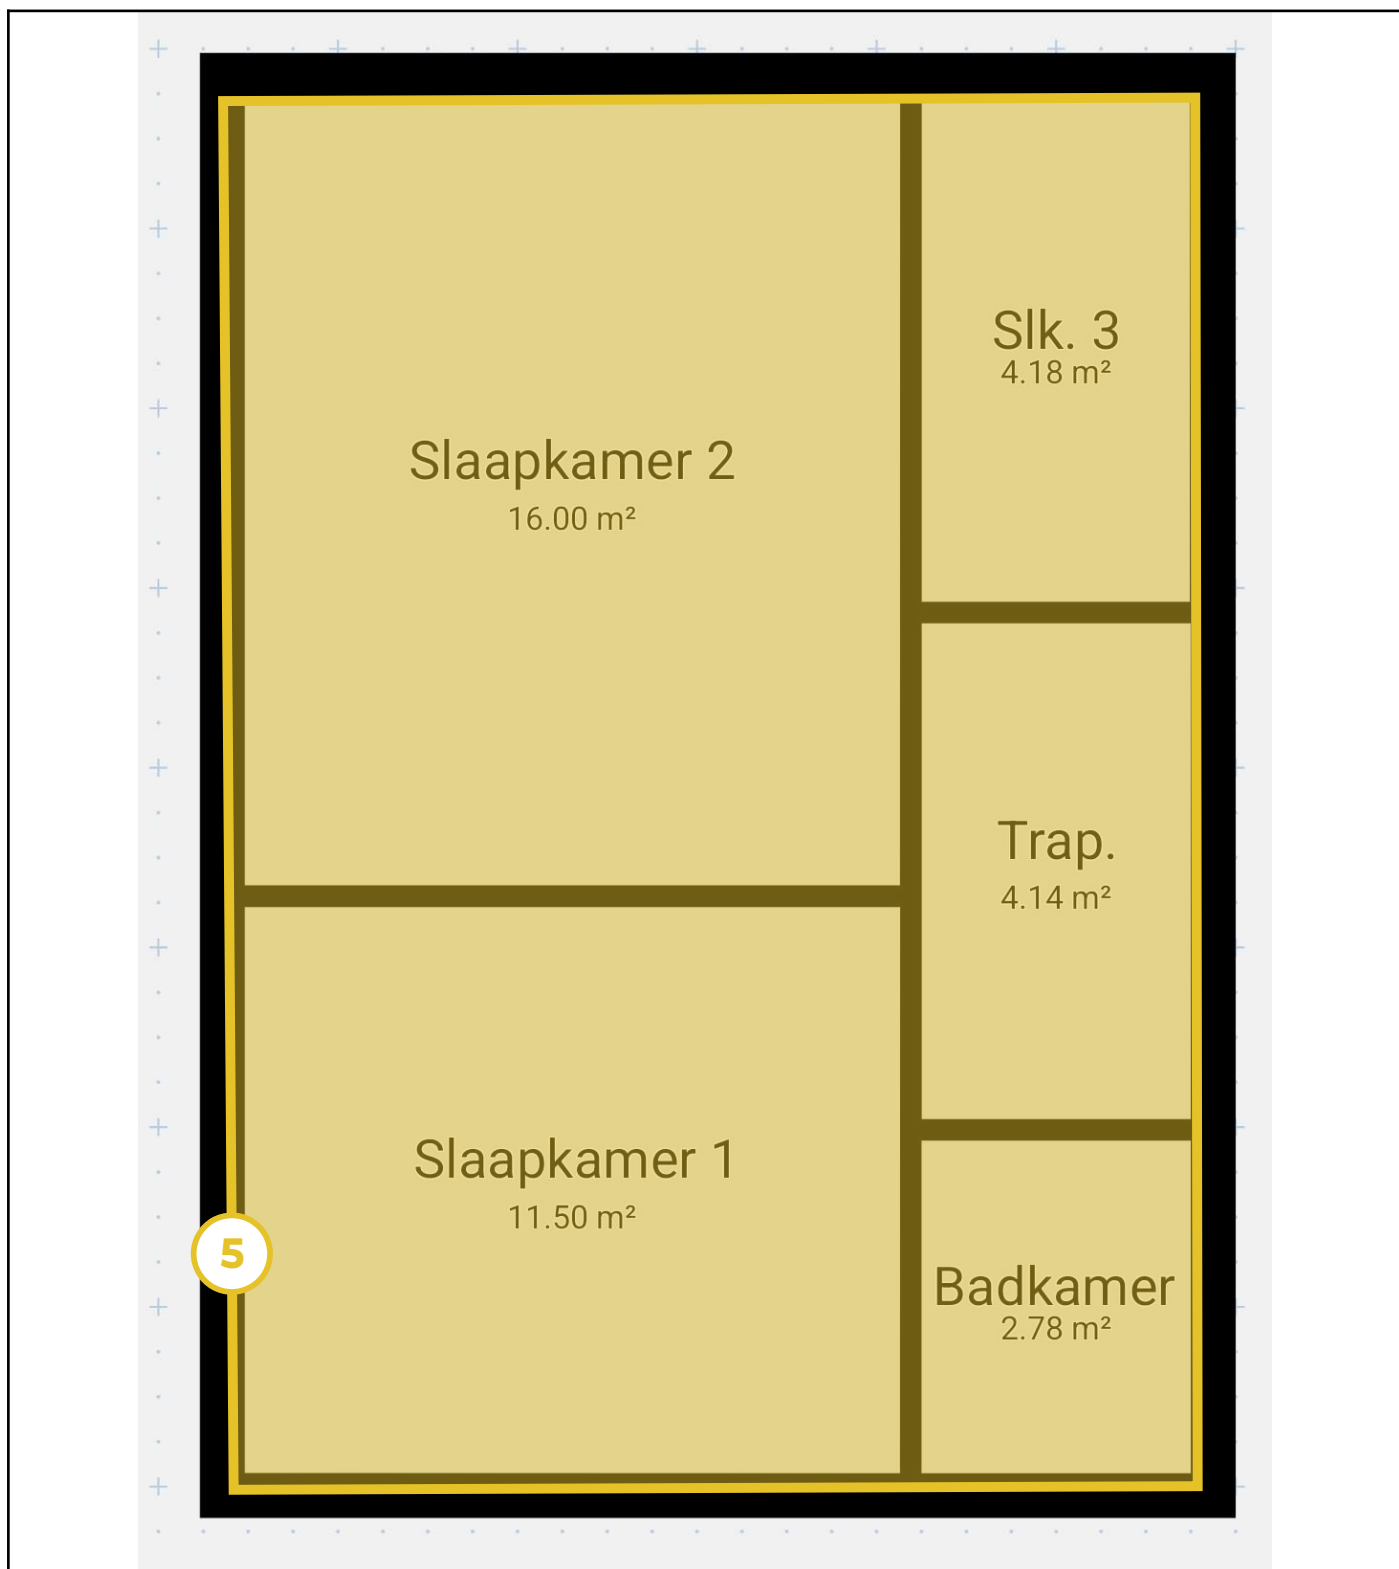 Slaapkamer 2
16.00 m²
Slk. 3
4.18 m²
Trap.
4.14 m²
Slaapkamer 1
11.50 m²
5
Badkamer
2.78 m²